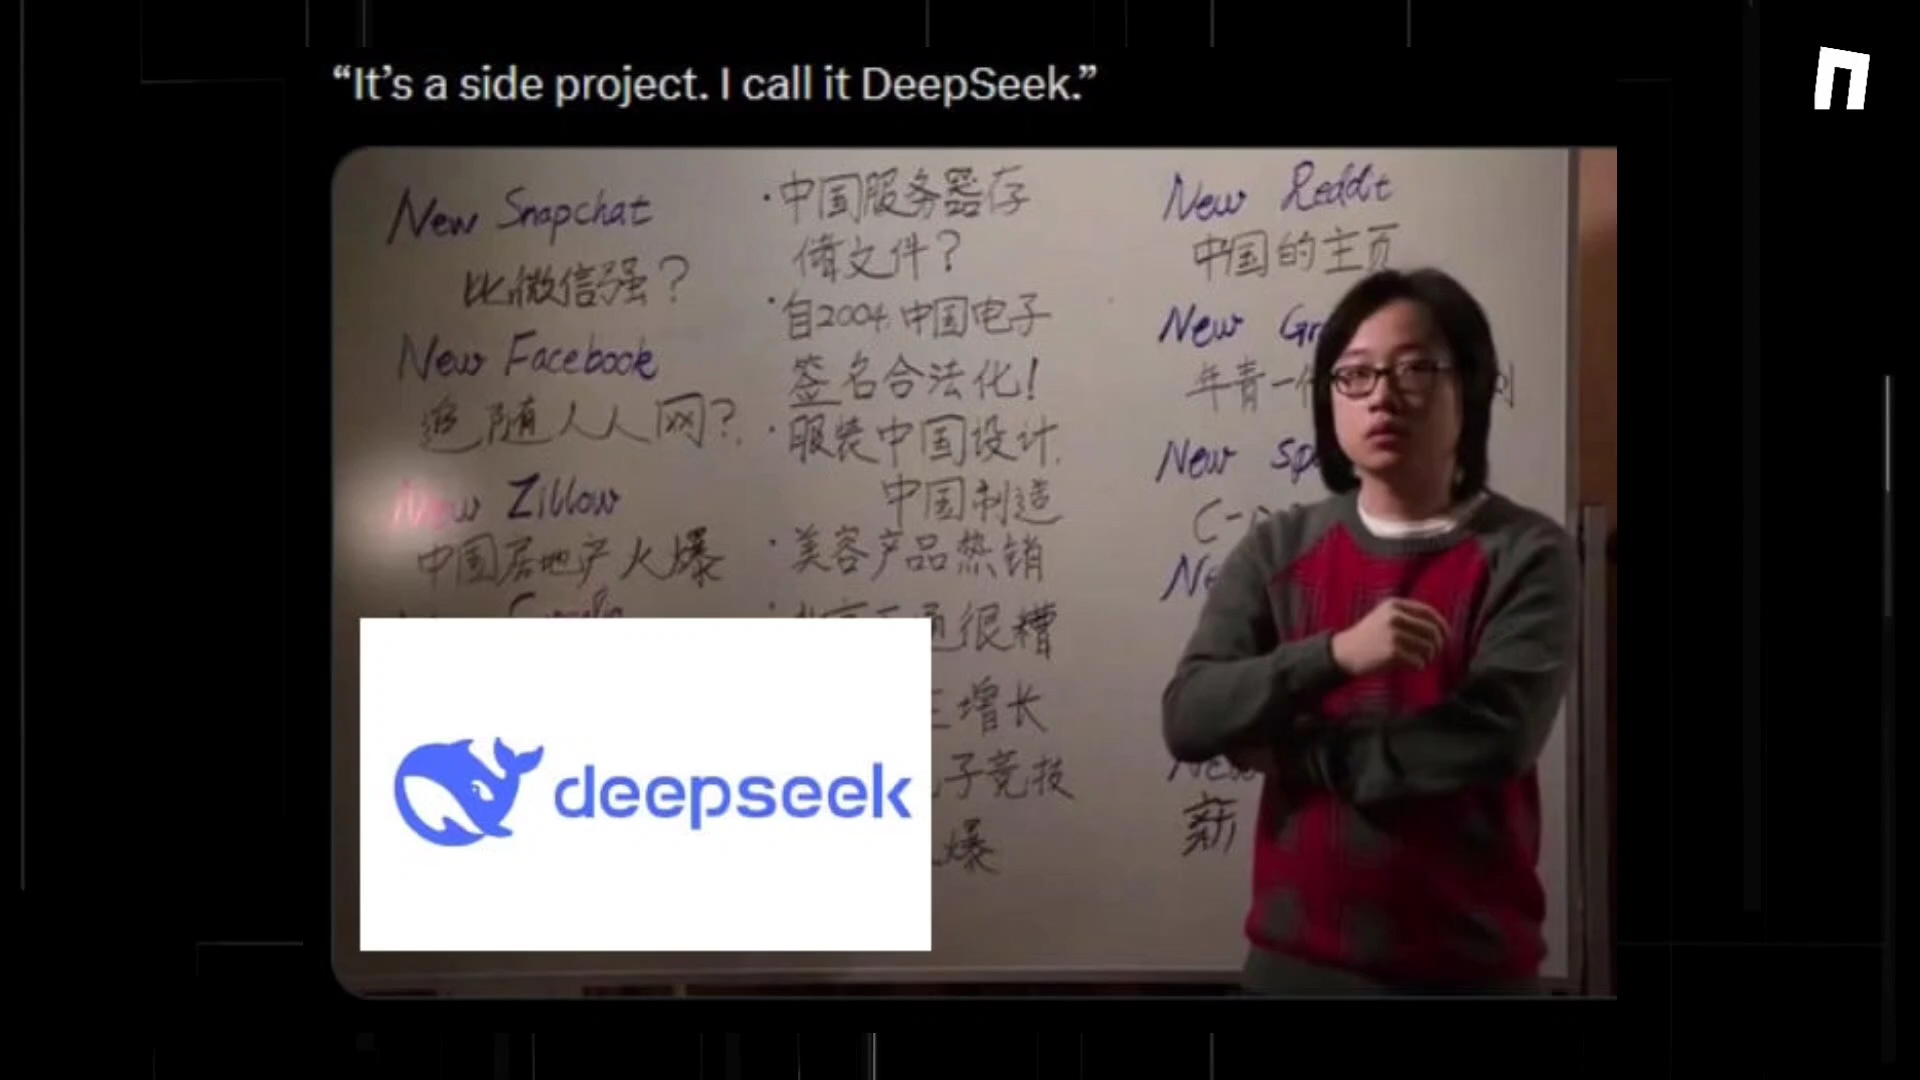 “It’s a side project. I call it DeepSeek.”
New Snapchat
比微信强？
New Facebook
追随人人网？
New Zillow
中国居地产火爆
·中国服务器存
储文件？
·自2004.中国电子
签名合法化！
·服装中国设计.
中国制造
·美容产品热销
很糟
增长
子竞技
爆
New Reddit
中国的主页
New
年青一
New
New
新
deepseek